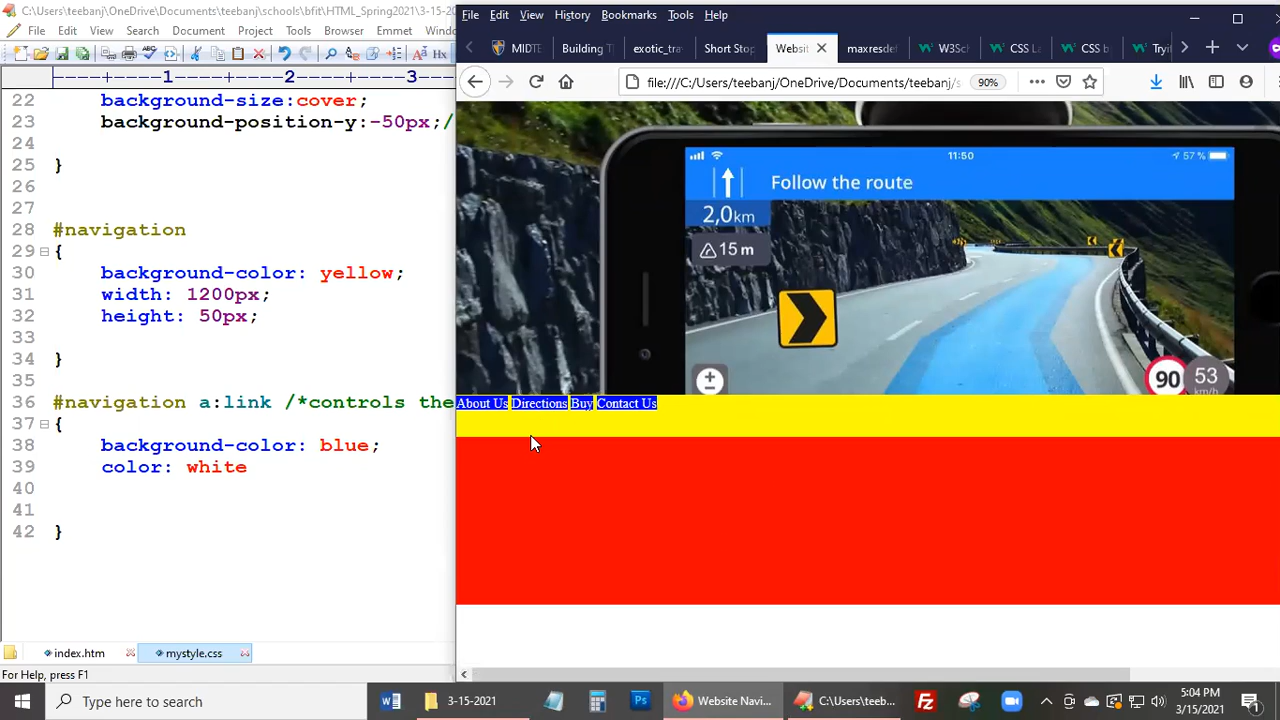 C:\Users\teebanj\OneDrive\Documents\teebanj\schools\bfit\HTML_Spring2021\3-15-20
File Edit View Search Document Project Tools Browser Emmet
----+----1----+----2----+----3
22 background-size:cover;
23 background-position-y:-50px;/
24
25 }
26
27
28 #navigation
29 {
30 background-color: yellow;
31 width: 1200px;
32 height: 50px;
33
34 }
35
36 #navigation a:link /*controls the
37 {
38 background-color: blue;
39 color: white
40
41
42 }
index.htm mystyle.css
For Help, press F1
File Edit View History Bookmarks Tools Help
MIDTE Building T exotic_tra Short Stop Websit maxresdef W3Sch CSS La CSS b Tryi
file:///C:/Users/teebanj/OneDrive/Documents/teebanj/s 90%
11:50 57 %
Follow the route
2,0km
15 m
90 53
km/h
About Us Directions Buy Contact Us
Type here to search
3-15-2021
Website Navi...
C:\Users\teeb...
5:04 PM
3/15/2021